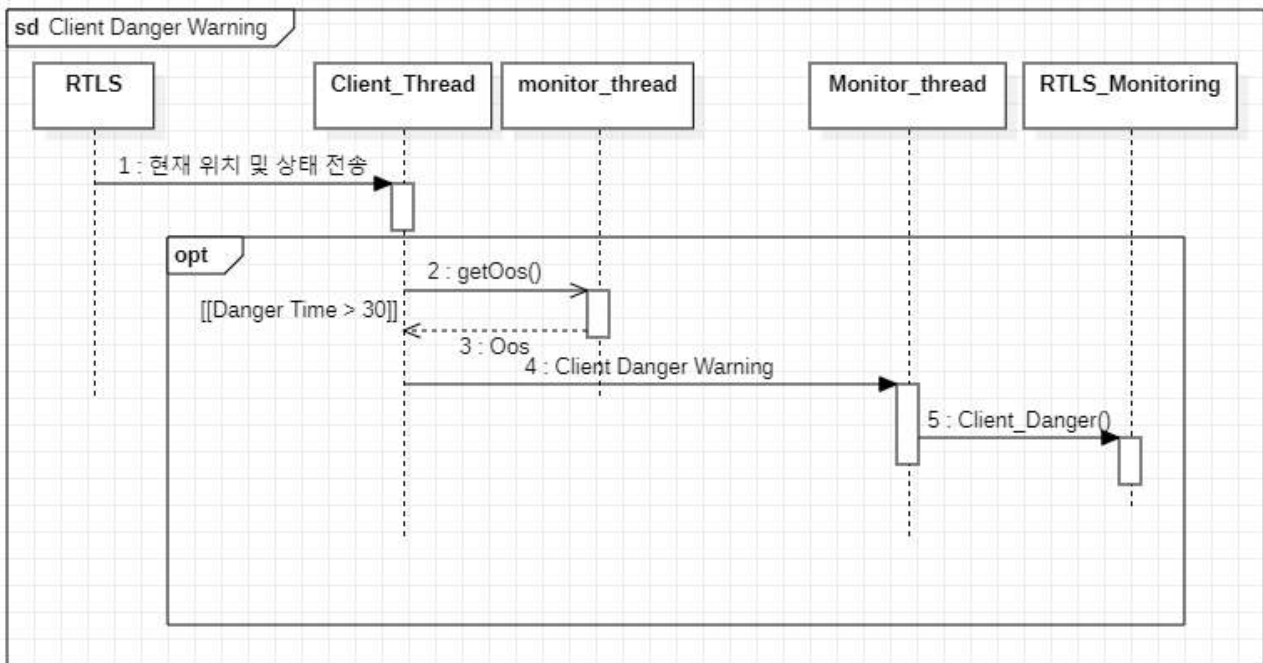 sd Client Danger Warning
RTLS
Client_Thread
monitor_thread
Monitor_thread
RTLS_Monitoring
1 : 현재 위치 및 상태 전송
opt
2 : getOos()
[[Danger Time > 30]]
3 : Oos
4 : Client Danger Warning
5 : Client_Danger()